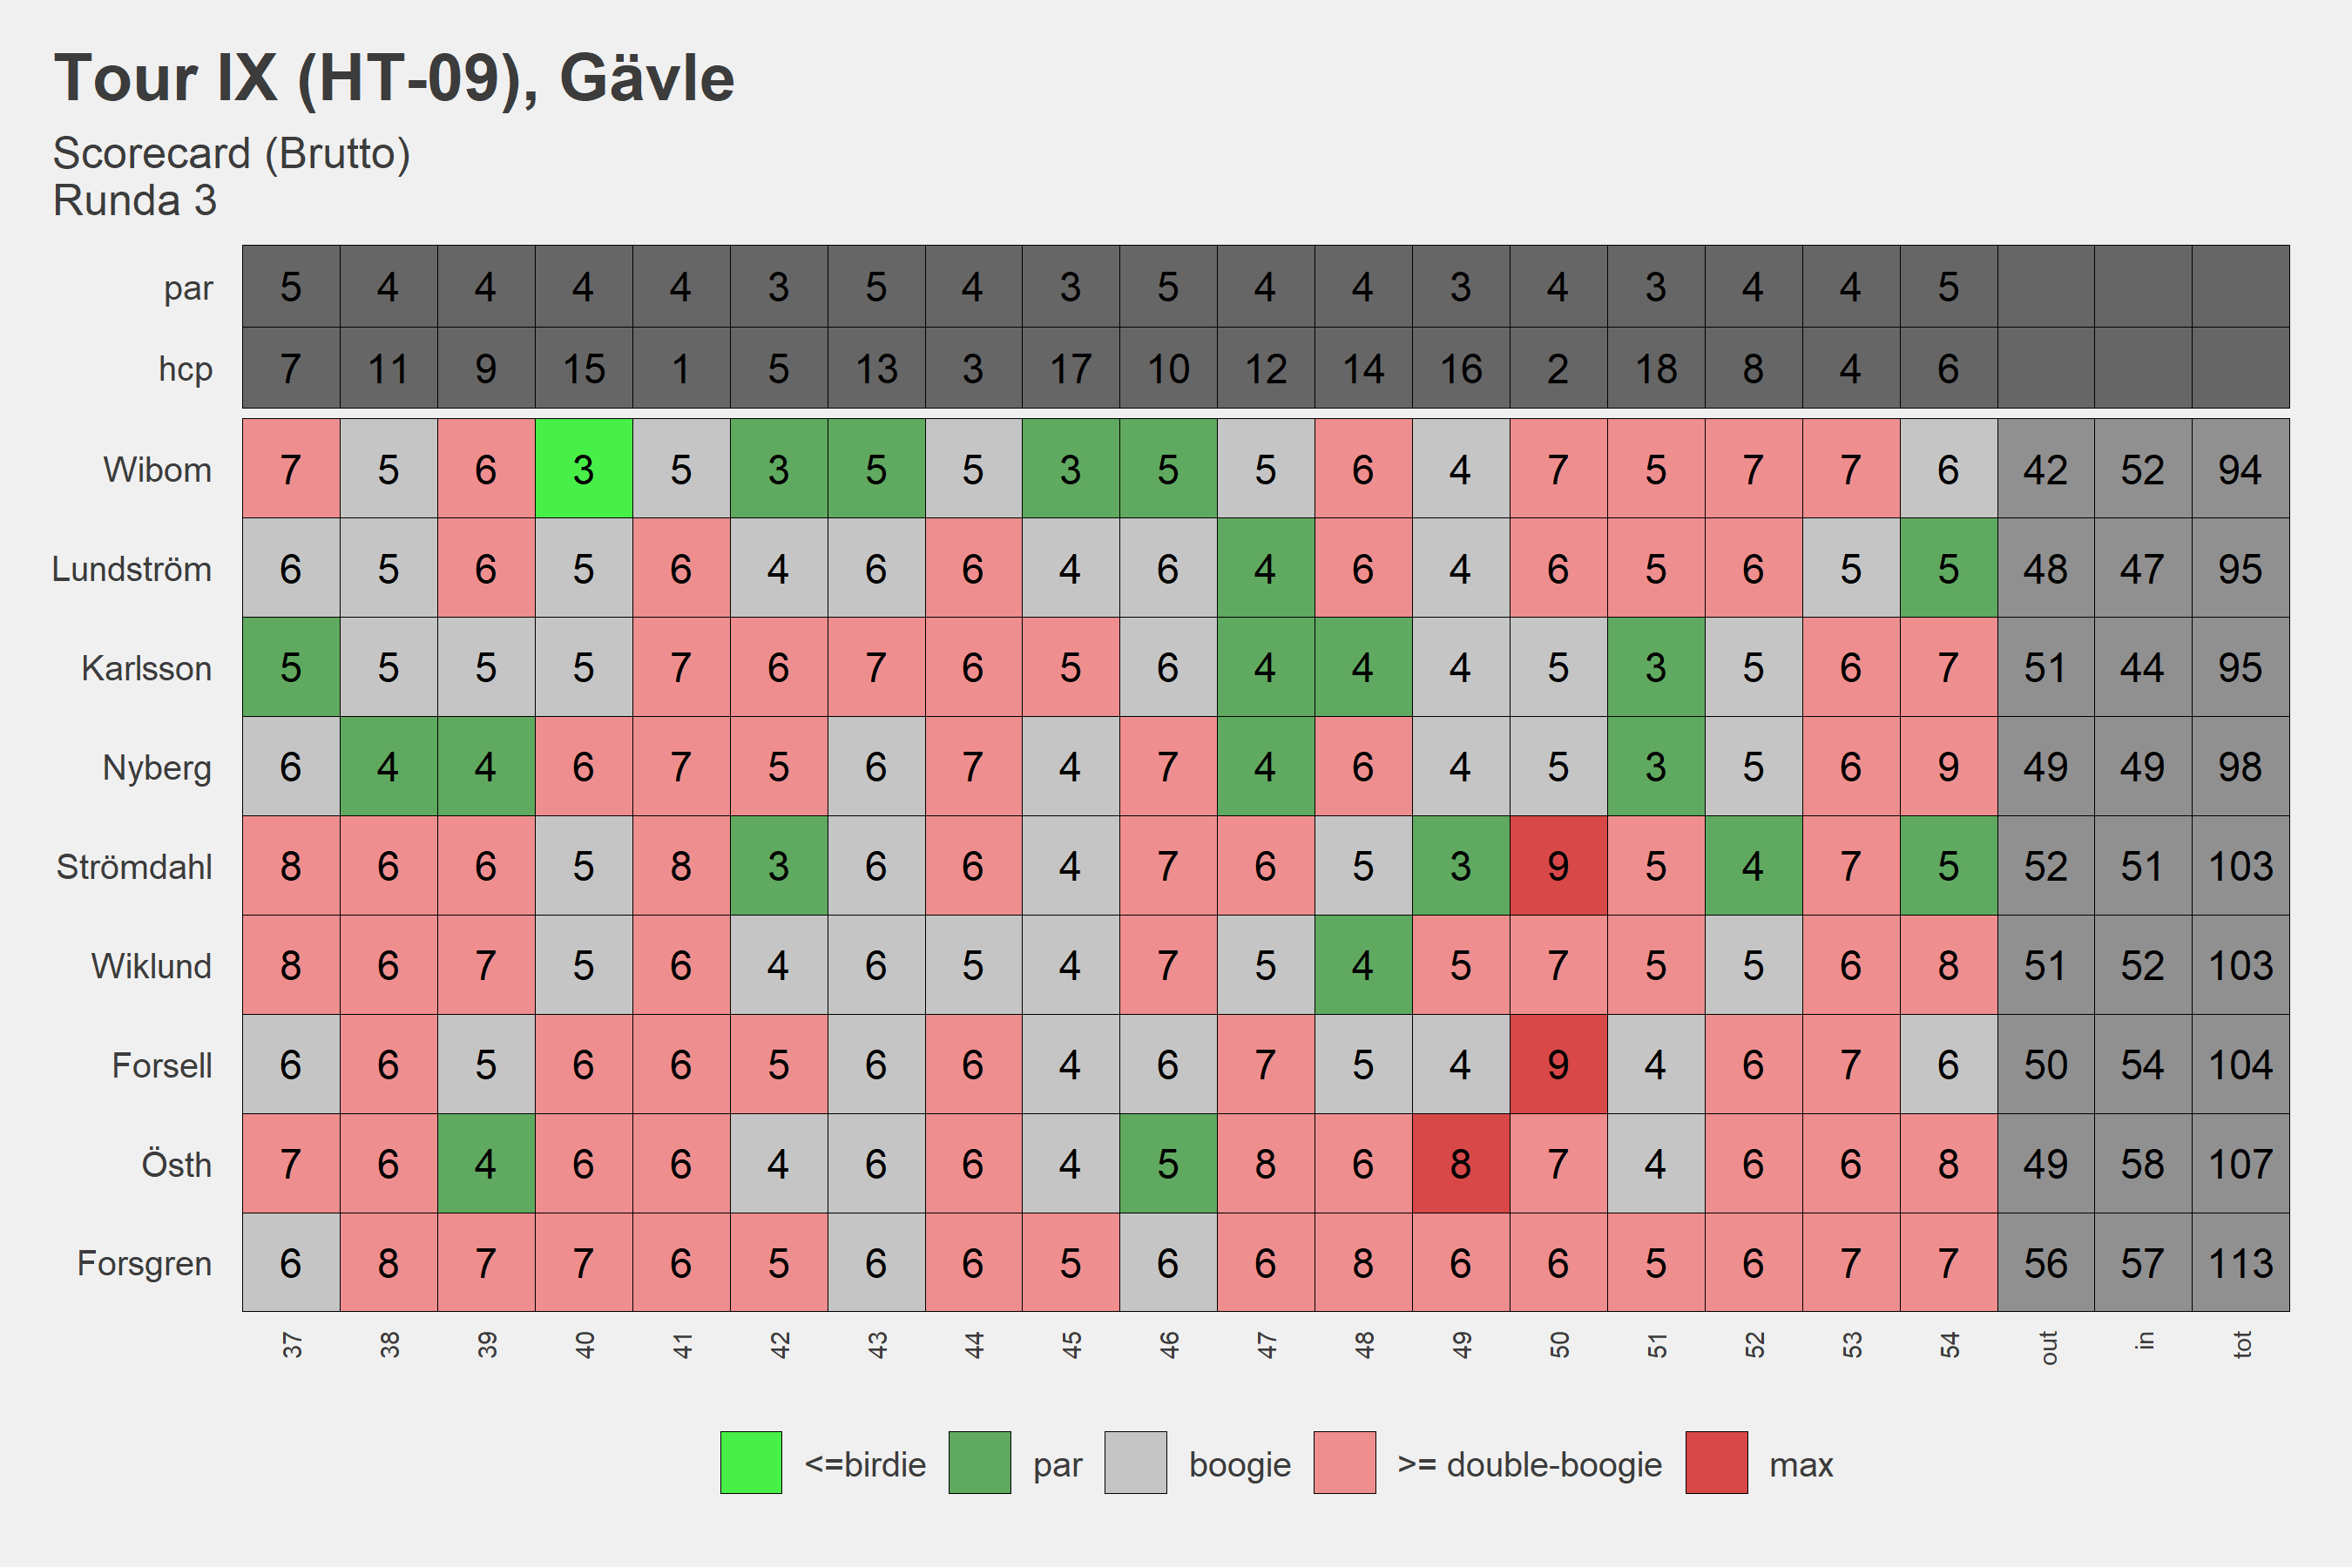 Tour IX (HT-09), Gävle
Scorecard (Brutto)
Runda 3
par 5 4 4 4 4 3 5 4 3 5 4 4 3 4 3 4 4 5
hcp 7 11 9 15 1 5 13 3 17 10 12 14 16 2 18 8 4 6
Wibom 7 5 6 3 5 3 5 5 3 5 5 6 4 7 5 7 7 6 42 52 94
Lundström 6 5 6 5 6 4 6 6 4 6 4 6 4 6 5 6 5 5 48 47 95
Karlsson 5 5 5 5 7 6 7 6 5 6 4 4 4 5 3 5 6 7 51 44 95
Nyberg 6 4 4 6 7 5 6 7 4 7 4 6 4 5 3 5 6 9 49 49 98
Strömdahl 8 6 6 5 8 3 6 6 4 7 6 5 3 9 5 4 7 5 52 51 103
Wiklund 8 6 7 5 6 4 6 5 4 7 5 4 5 7 5 5 6 8 51 52 103
Forsell 6 6 5 6 6 5 6 6 4 6 7 5 4 9 4 6 7 6 50 54 104
Östh 7 6 4 6 6 4 6 6 4 5 8 6 8 7 4 6 6 8 49 58 107
Forsgren 6 8 7 7 6 5 6 6 5 6 6 8 6 6 5 6 7 7 56 57 113
37 38 39 40 41 42 43 44 45 46 47 48 49 50 51 52 53 54 out in tot
<=birdie par boogie >= double-boogie max